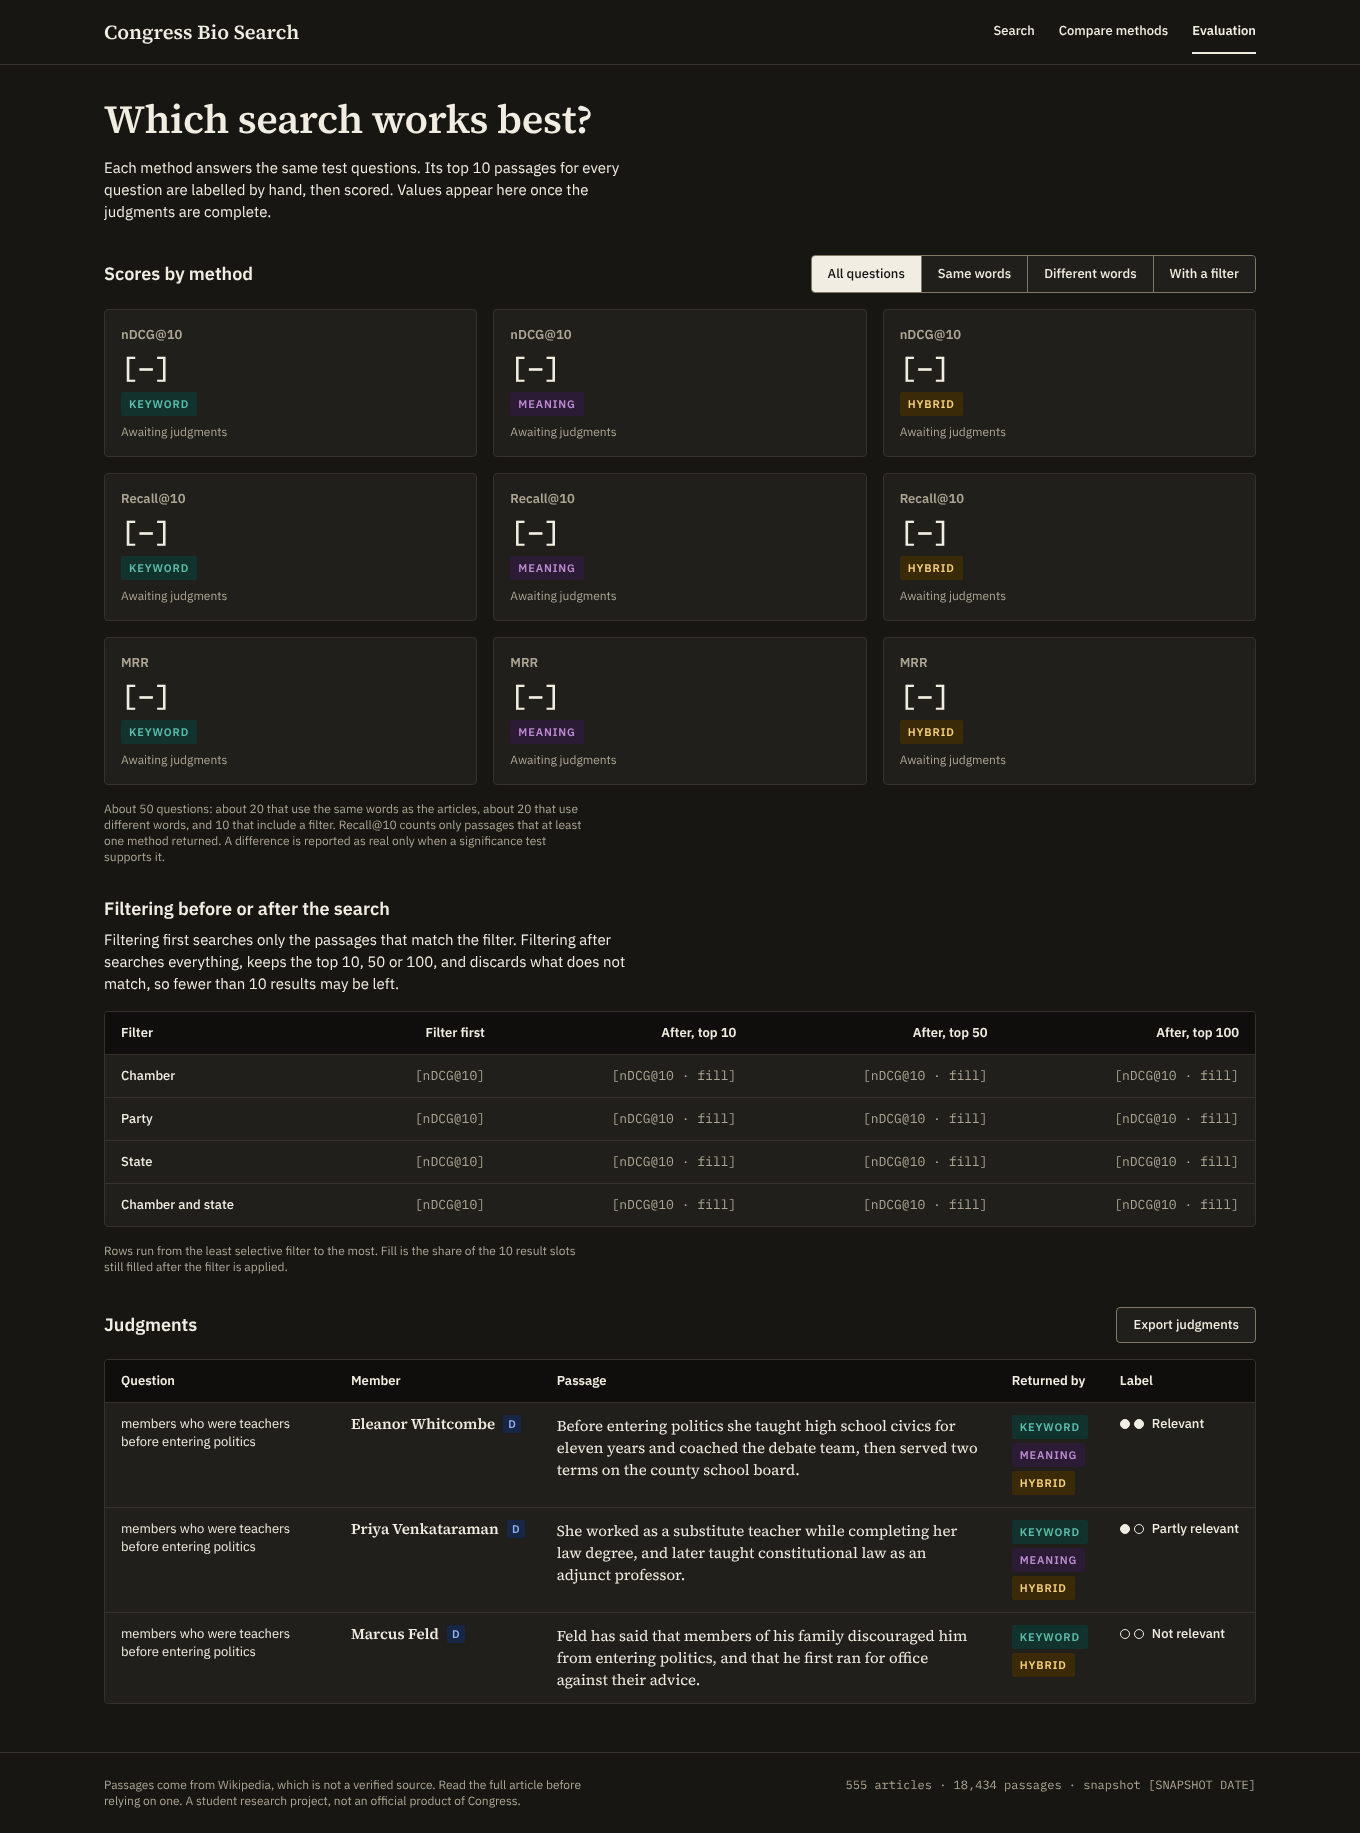 Congress Bio Search
Search
Compare methods
Evaluation
Which search works best?
Each method answers the same test questions. Its top 10 passages for every
question are labelled by hand, then scored. Values appear here once the
judgments are complete.
Scores by method
All questions
Same words
Different words
With a filter
nDCG@10
[–]
KEYWORD
Awaiting judgments
nDCG@10
[–]
MEANING
Awaiting judgments
nDCG@10
[–]
HYBRID
Awaiting judgments
Recall@10
[–]
KEYWORD
Awaiting judgments
Recall@10
[–]
MEANING
Awaiting judgments
Recall@10
[–]
HYBRID
Awaiting judgments
MRR
[–]
KEYWORD
Awaiting judgments
MRR
[–]
MEANING
Awaiting judgments
MRR
[–]
HYBRID
Awaiting judgments
About 50 questions: about 20 that use the same words as the articles, about 20 that use
different words, and 10 that include a filter. Recall@10 counts only passages that at least
one method returned. A difference is reported as real only when a significance test
supports it.
Filtering before or after the search
Filtering first searches only the passages that match the filter. Filtering after
searches everything, keeps the top 10, 50 or 100, and discards what does not
match, so fewer than 10 results may be left.
Filter Filter first After, top 10 After, top 50 After, top 100
Chamber [nDCG@10] [nDCG@10 · fill] [nDCG@10 · fill] [nDCG@10 · fill]
Party [nDCG@10] [nDCG@10 · fill] [nDCG@10 · fill] [nDCG@10 · fill]
State [nDCG@10] [nDCG@10 · fill] [nDCG@10 · fill] [nDCG@10 · fill]
Chamber and state [nDCG@10] [nDCG@10 · fill] [nDCG@10 · fill] [nDCG@10 · fill]
Rows run from the least selective filter to the most. Fill is the share of the 10 result slots
still filled after the filter is applied.
Judgments
Export judgments
Question Member Passage Returned by Label
members who were teachers
before entering politics
Eleanor Whitcombe D
Before entering politics she taught high school civics for
eleven years and coached the debate team, then served two
terms on the county school board.
KEYWORD
MEANING
HYBRID
Relevant
members who were teachers
before entering politics
Priya Venkataraman D
She worked as a substitute teacher while completing her
law degree, and later taught constitutional law as an
adjunct professor.
KEYWORD
MEANING
HYBRID
Partly relevant
members who were teachers
before entering politics
Marcus Feld D
Feld has said that members of his family discouraged him
from entering politics, and that he first ran for office
against their advice.
KEYWORD
HYBRID
Not relevant
Passages come from Wikipedia, which is not a verified source. Read the full article before
relying on one. A student research project, not an official product of Congress.
555 articles · 18,434 passages · snapshot [SNAPSHOT DATE]